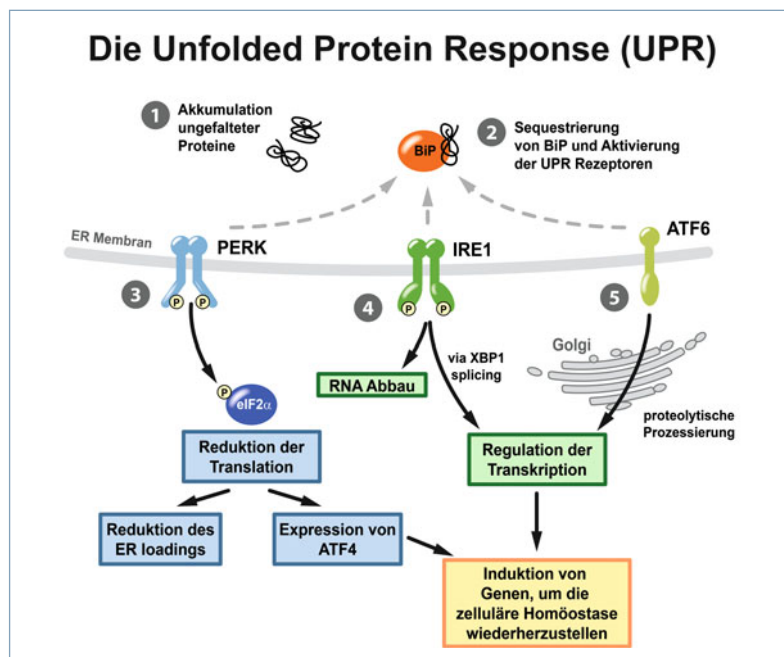 Die Unfolded Protein Response (UPR)
1
Akkumulation
ungefalteter
Proteine
BiP
2
Sequestrierung
von BiP und Aktivierung
der UPR Rezeptoren
ER Membran
PERK
IRE1
ATF6
3
P
P
4
P
P
5
Golgi
via XBP1
splicing
RNA Abbau
proteolytische
Prozessierung
P
eIF2α
Reduktion der
Translation
Regulation der
Transkription
Reduktion des
ER loadings
Expression von
ATF4
Induktion von
Genen, um die
zelluläre Homöostase
wiederherzustellen